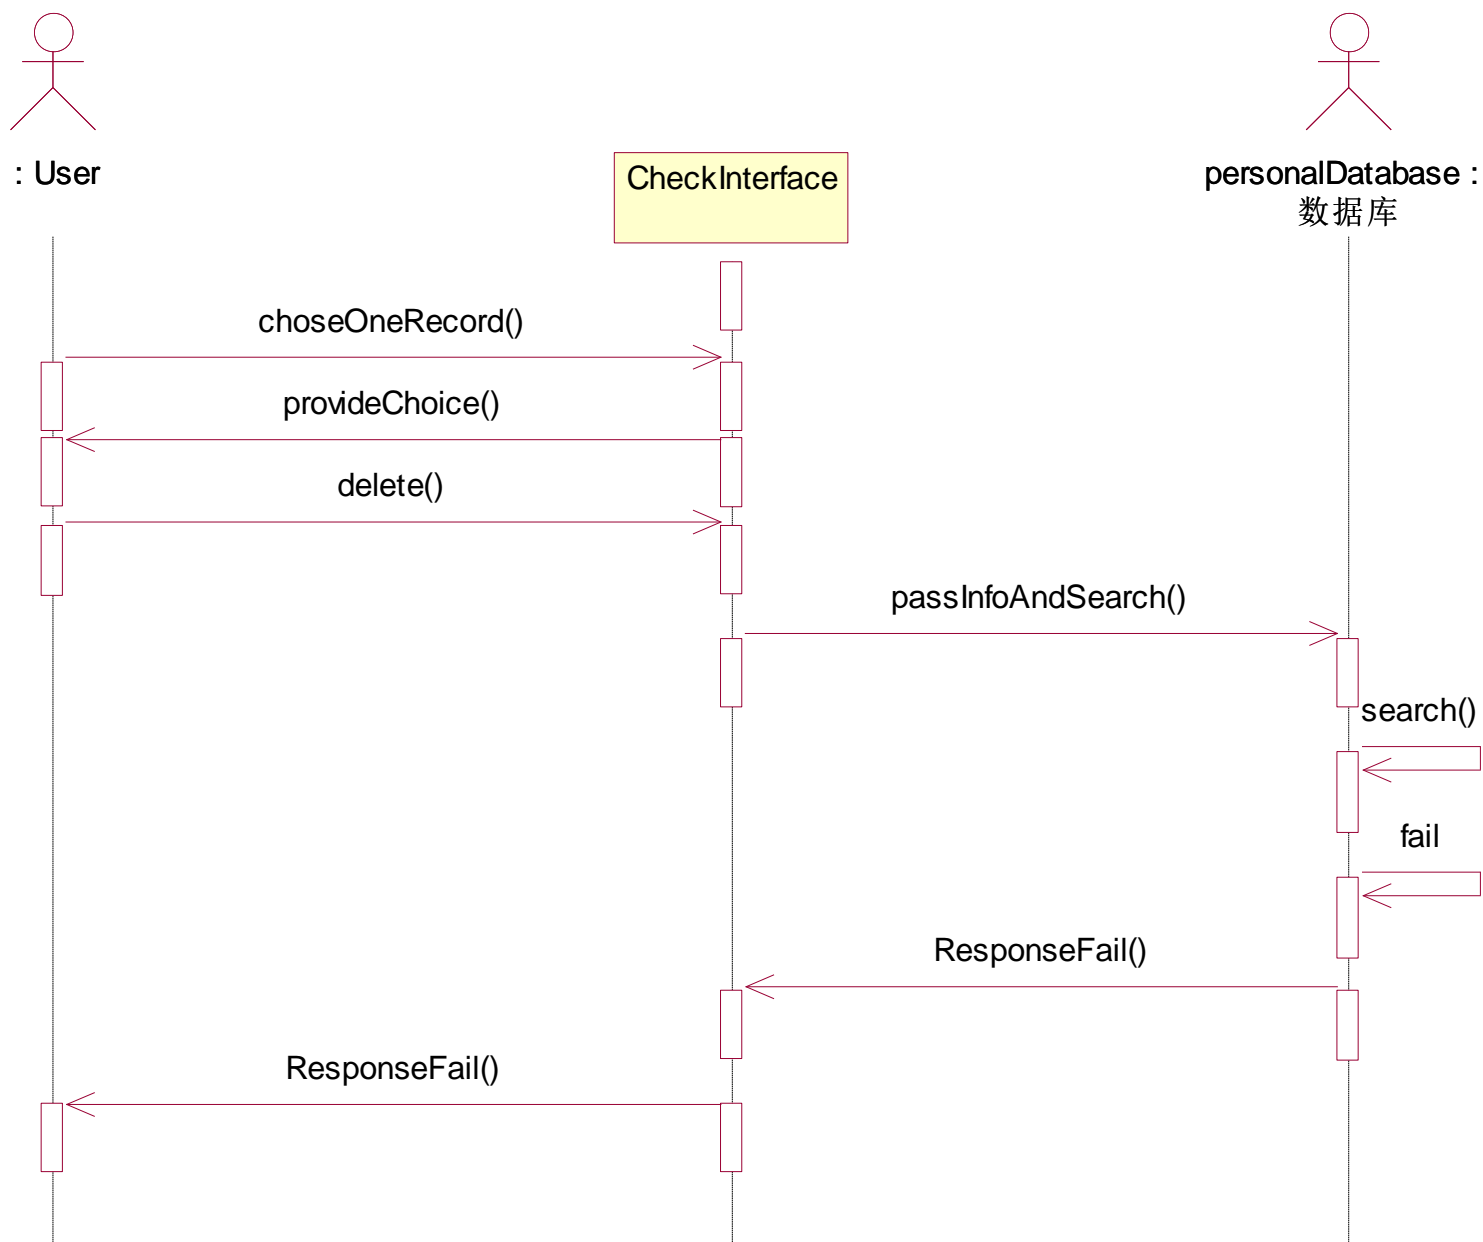 : User
CheckInterface
personalDatabase :
数据库
choseOneRecord()
provideChoice()
delete()
passInfoAndSearch()
search()
fail
ResponseFail()
ResponseFail()